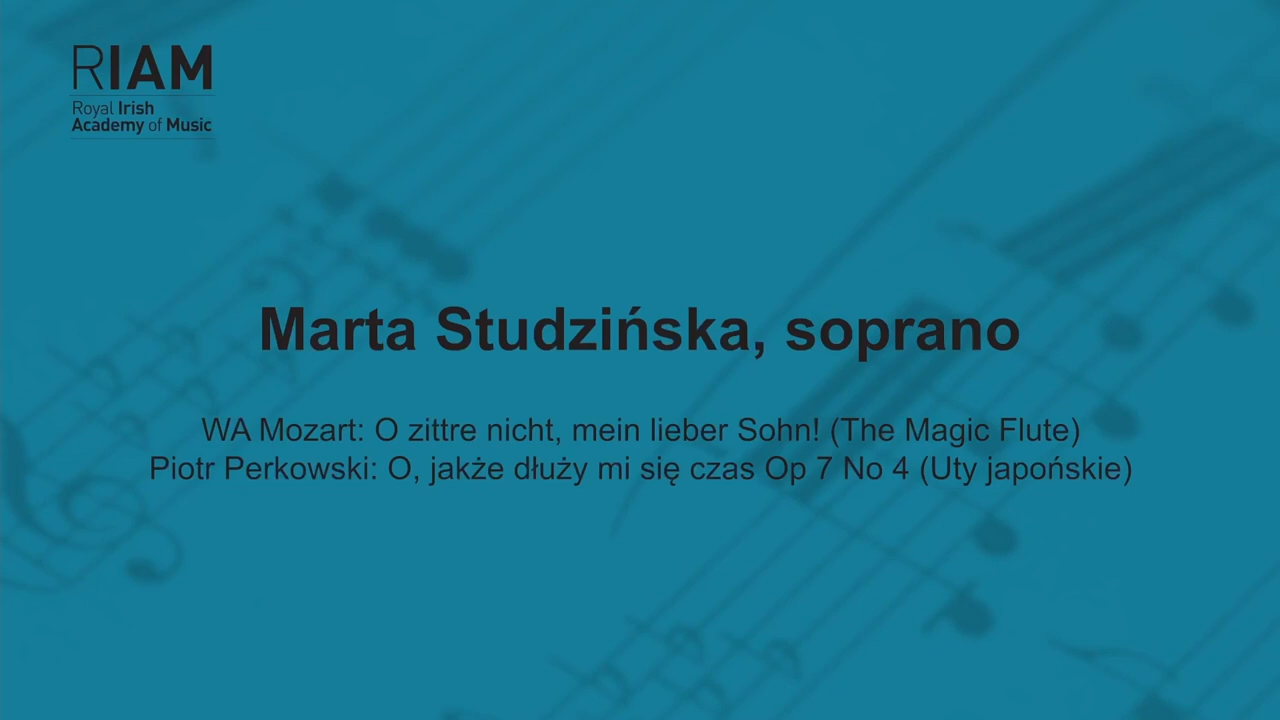 RIAM
Royal Irish
Academy of Music
Marta Studzińska, soprano
WA Mozart: O zittre nicht, mein lieber Sohn! (The Magic Flute)
Piotr Perkowski: O, jakże dłuży mi się czas Op 7 No 4 (Uty japońskie)